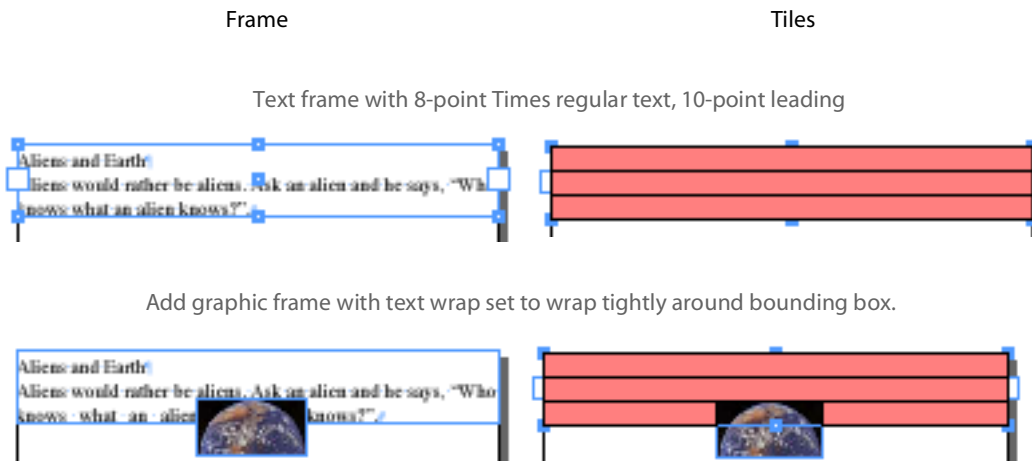 Frame
Tiles
Text frame with 8-point Times regular text, 10-point leading
Aliens and Earth
Aliens would rather be aliens. Ask an alien and he says, “Wh
knows what an alien knows?”.
Add graphic frame with text wrap set to wrap tightly around bounding box.
Aliens and Earth
Aliens would rather be aliens. Ask an alien and he says, “Who
knows what an alien knows?”.